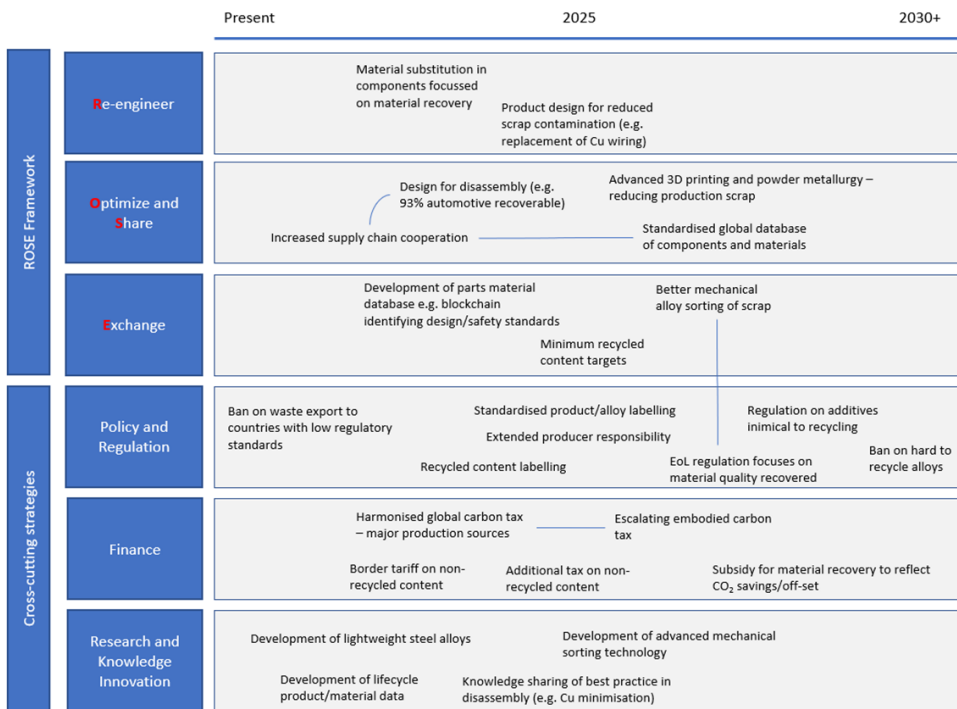 Present
2025
2030+
ROSE Framework
Re-engineer
Material substitution in
components focussed
on material recovery
Product design for reduced
scrap contamination (e.g.
replacement of Cu wiring)
Optimize and
Share
Design for disassembly (e.g.
93% automotive recoverable)
Advanced 3D printing and powder metallurgy –
reducing production scrap
Increased supply chain cooperation
Standardised global database
of components and materials
Exchange
Development of parts material
database e.g. blockchain
identifying design/safety standards
Better mechanical
alloy sorting of scrap
Minimum recycled
content targets
Cross-cutting strategies
Policy and
Regulation
Ban on waste export to
countries with low regulatory
standards
Standardised product/alloy labelling
Regulation on additives
inimical to recycling
Extended producer responsibility
Ban on hard to
recycle alloys
Recycled content labelling
EoL regulation focuses on
material quality recovered
Finance
Harmonised global carbon tax
– major production sources
Escalating embodied carbon
tax
Border tariff on non-
recycled content
Additional tax on non-
recycled content
Subsidy for material recovery to reflect
CO₂ savings/off-set
Research and
Knowledge
Innovation
Development of lightweight steel alloys
Development of advanced mechanical
sorting technology
Development of lifecycle
product/material data
Knowledge sharing of best practice in
disassembly (e.g. Cu minimisation)